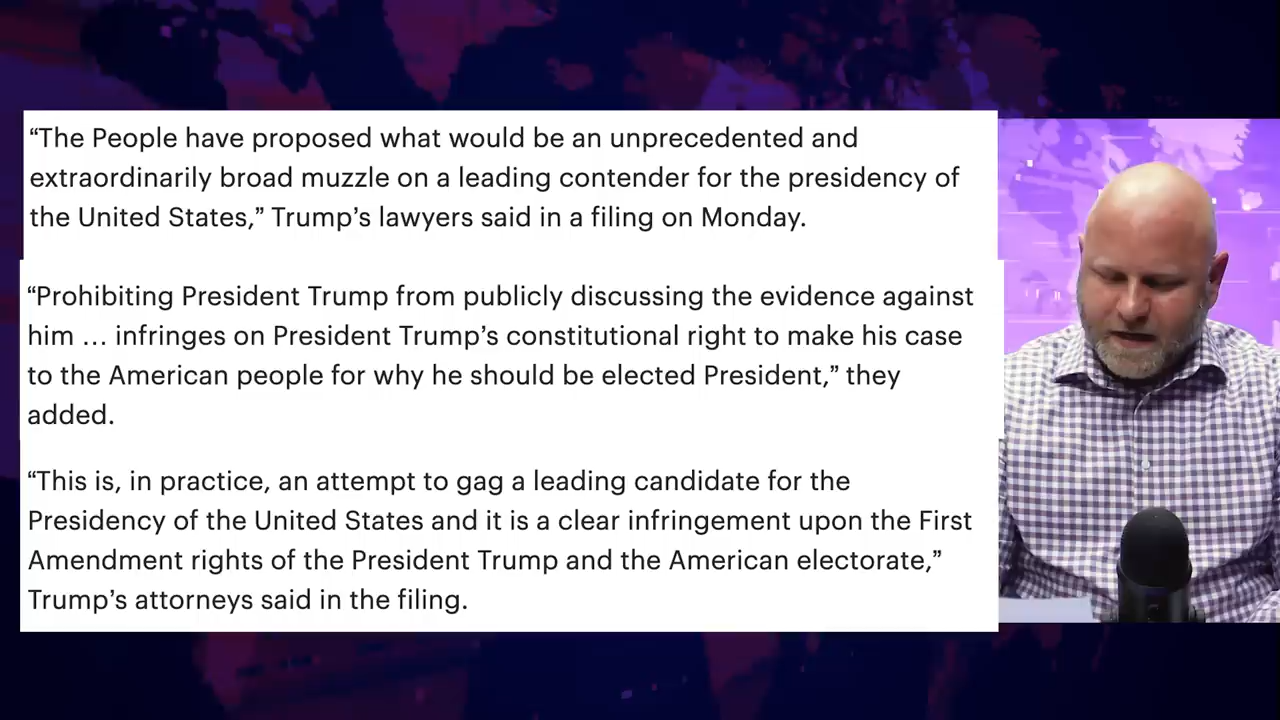 “The People have proposed what would be an unprecedented and
extraordinarily broad muzzle on a leading contender for the presidency of
the United States,” Trump’s lawyers said in a filing on Monday.
“Prohibiting President Trump from publicly discussing the evidence against
him … infringes on President Trump’s constitutional right to make his case
to the American people for why he should be elected President,” they
added.
“This is, in practice, an attempt to gag a leading candidate for the
Presidency of the United States and it is a clear infringement upon the First
Amendment rights of the President Trump and the American electorate,”
Trump’s attorneys said in the filing.